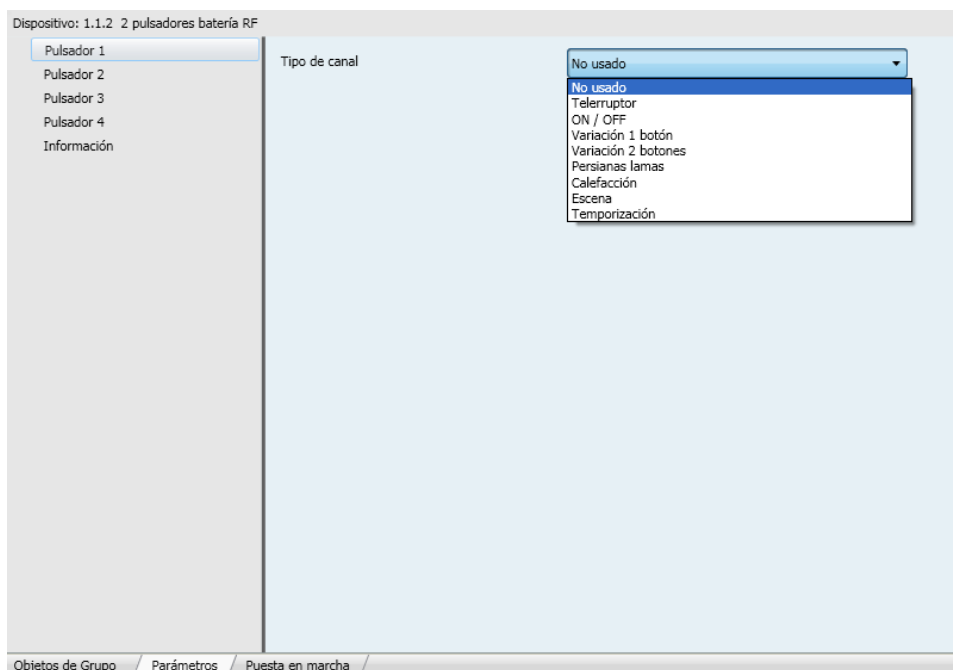 Dispositivo: 1.1.2 2 pulsadores batería RF
Pulsador 1
Pulsador 2
Pulsador 3
Pulsador 4
Información
Tipo de canal
No usado
No usado
Telerruptor
ON / OFF
Variación 1 botón
Variación 2 botones
Persianas lamas
Calefacción
Escena
Temporización
Objetos de Grupo / Parámetros / Puesta en marcha /